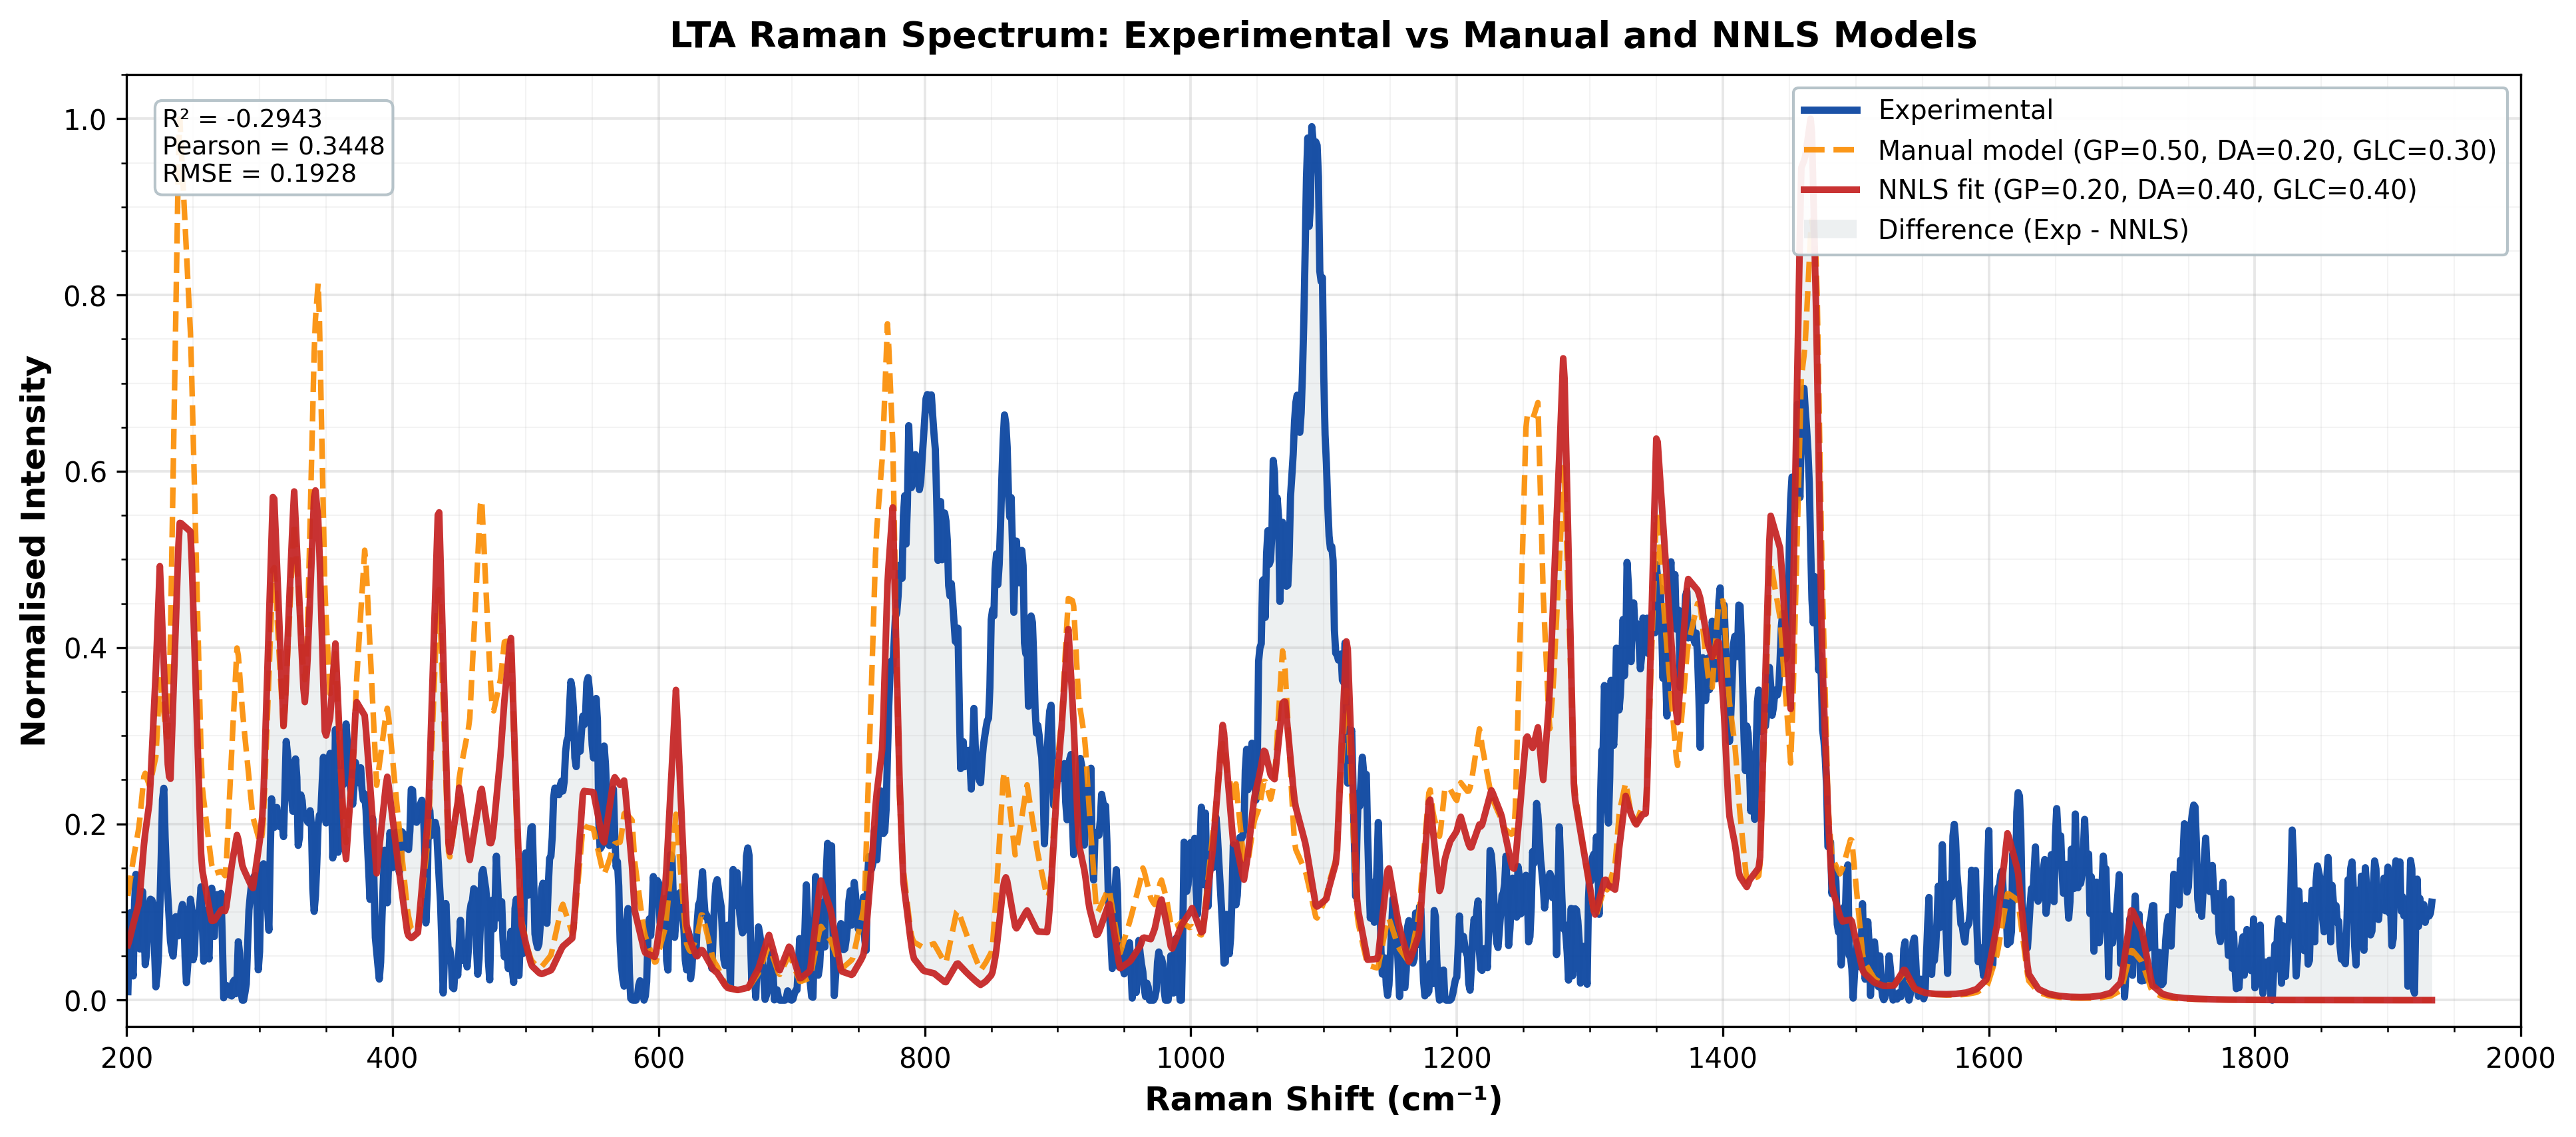 LTA Raman Spectrum: Experimental vs Manual and NNLS Models
R² = -0.2943
Pearson = 0.3448
RMSE = 0.1928
Experimental
Manual model (GP=0.50, DA=0.20, GLC=0.30)
NNLS fit (GP=0.20, DA=0.40, GLC=0.40)
Difference (Exp - NNLS)
Normalised Intensity
1.0
0.8
0.6
0.4
0.2
0.0
200 400 600 800 1000 1200 1400 1600 1800 2000
Raman Shift (cm⁻¹)